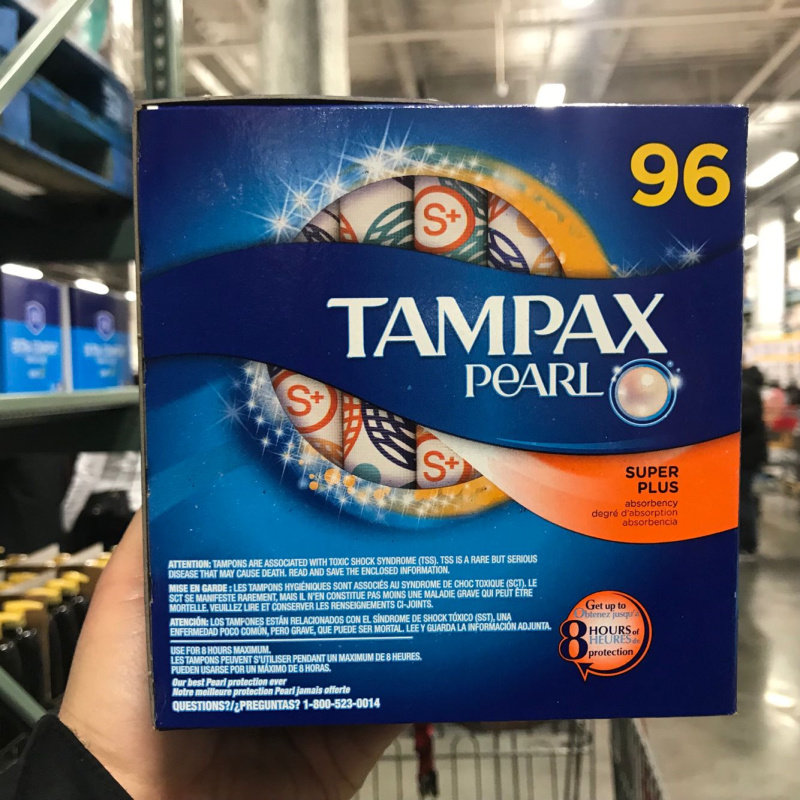 96
S+
TAMPAX
PEARL
S+
S+
SUPER
PLUS
absorbency
degré d'absorption
absorbencia
ATTENTION: TAMPONS ARE ASSOCIATED WITH TOXIC SHOCK SYNDROME (TSS). TSS IS A RARE BUT SERIOUS
DISEASE THAT MAY CAUSE DEATH. READ AND SAVE THE ENCLOSED INFORMATION.
MISE EN GARDE : LES TAMPONS HYGIÉNIQUES SONT ASSOCIÉS AU SYNDROME DE CHOC TOXIQUE (SCT). LE
SCT SE MANIFESTE RAREMENT, MAIS IL N'EN CONSTITUE PAS MOINS UNE MALADIE GRAVE QUI PEUT ÊTRE
MORTELLE. VEUILLEZ LIRE ET CONSERVER LES RENSEIGNEMENTS CI-JOINTS.
ATENCIÓN: LOS TAMPONES ESTÁN RELACIONADOS CON EL SÍNDROME DE SHOCK TÓXICO (SST), UNA
ENFERMEDAD POCO COMÚN, PERO GRAVE, QUE PUEDE SER MORTAL. LEE Y GUARDA LA INFORMACIÓN ADJUNTA.
USE FOR 8 HOURS MAXIMUM.
LES TAMPONS PEUVENT S'UTILISER PENDANT UN MAXIMUM DE 8 HEURES.
PUEDEN USARSE POR UN MÁXIMO DE 8 HORAS.
Our best Pearl protection ever
Notre meilleure protection Pearl jamais offerte
QUESTIONS?/¿PREGUNTAS? 1-800-523-0014
Get up to
Obtenez jusqu'à
8 HOURS of
HEURES de
protection